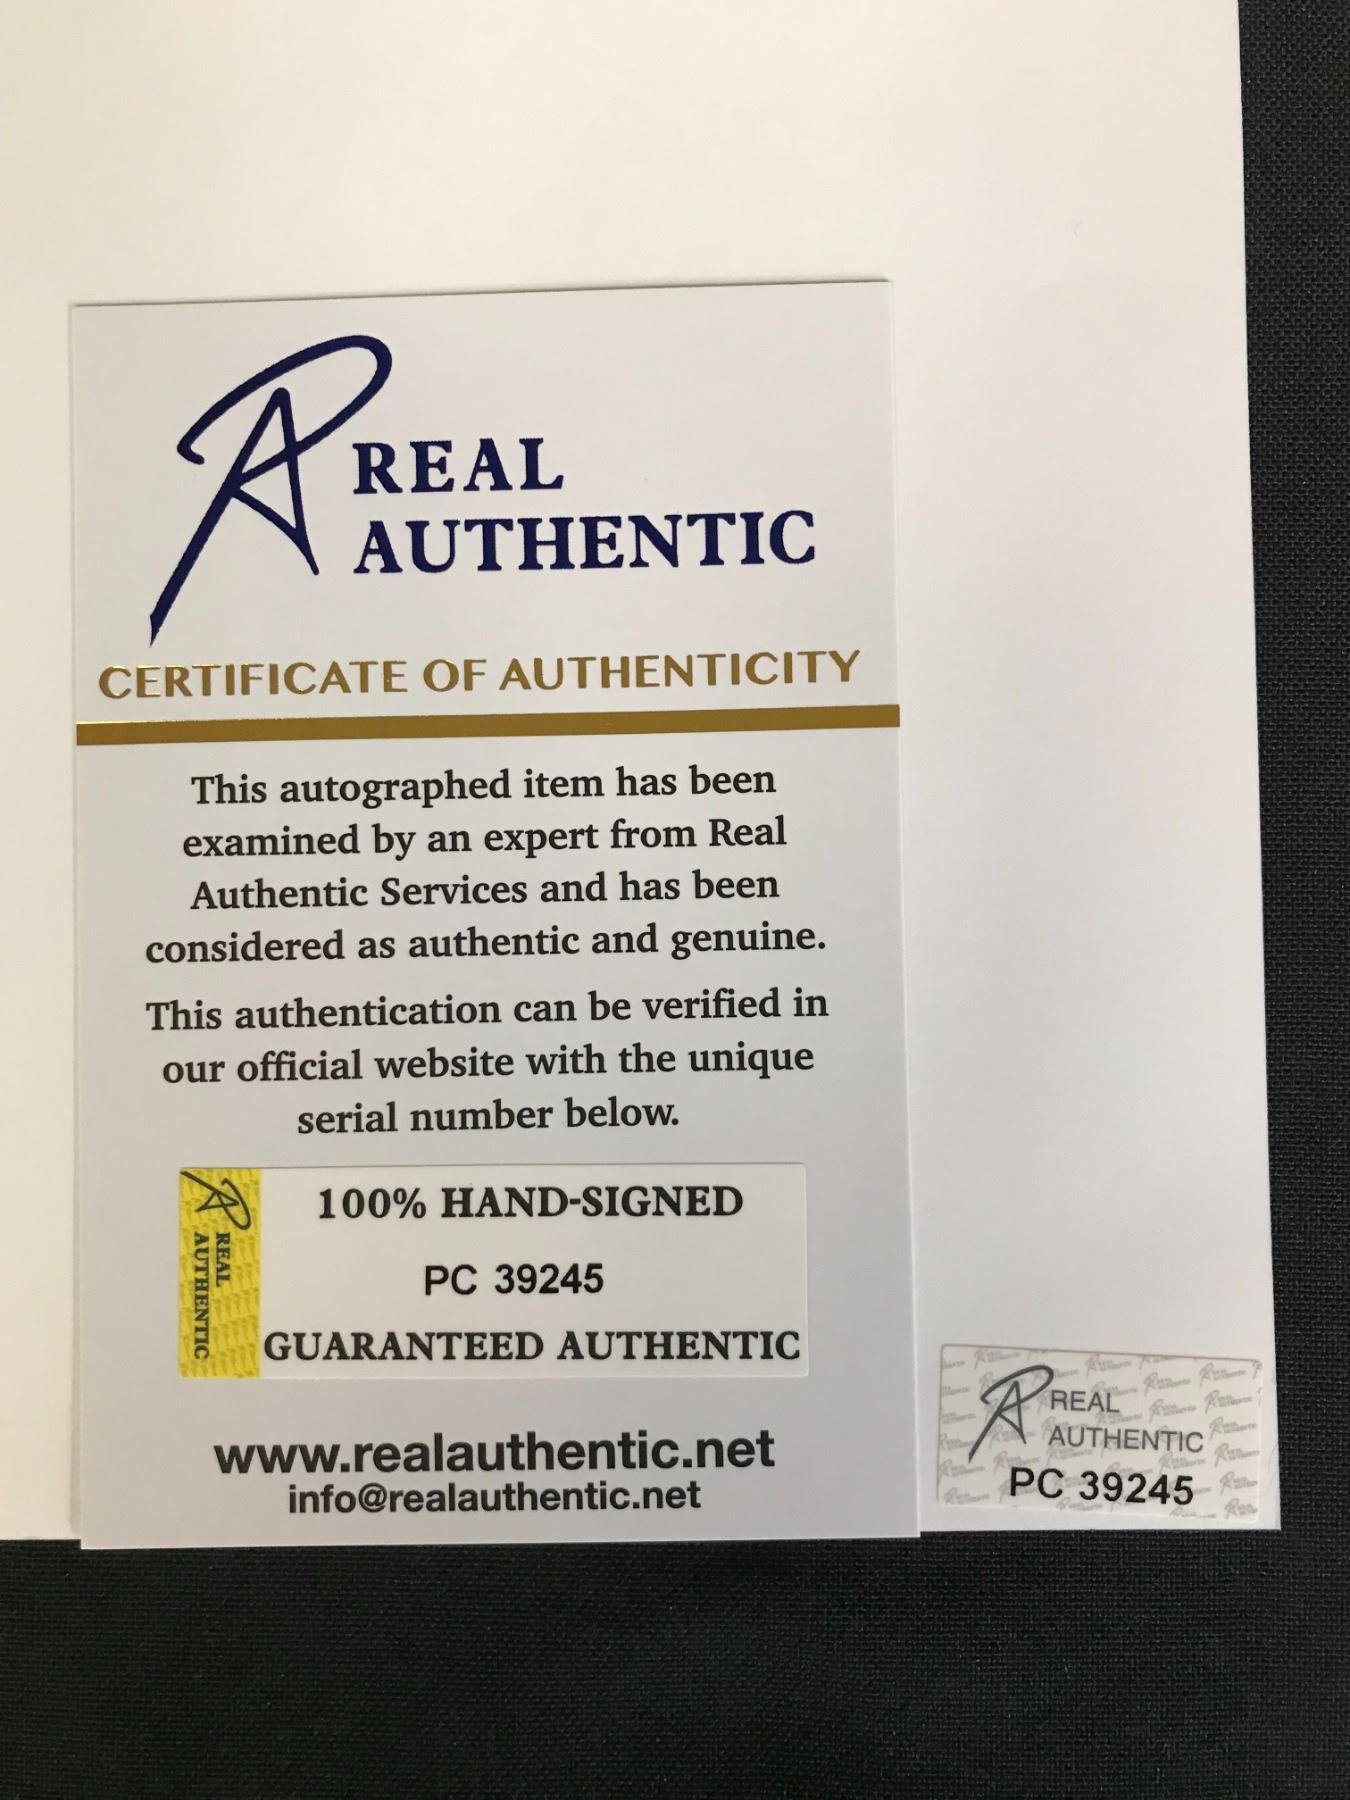 REAL
AUTHENTIC
CERTIFICATE OF AUTHENTICITY
This autographed item has been
examined by an expert from Real
Authentic Services and has been
considered as authentic and genuine.
This authentication can be verified in
our official website with the unique
serial number below.
REAL
AUTHENTIC
100% HAND-SIGNED
PC 39245
GUARANTEED AUTHENTIC
www.realauthentic.net
info@realauthentic.net
REAL
AUTHENTIC
PC 39245